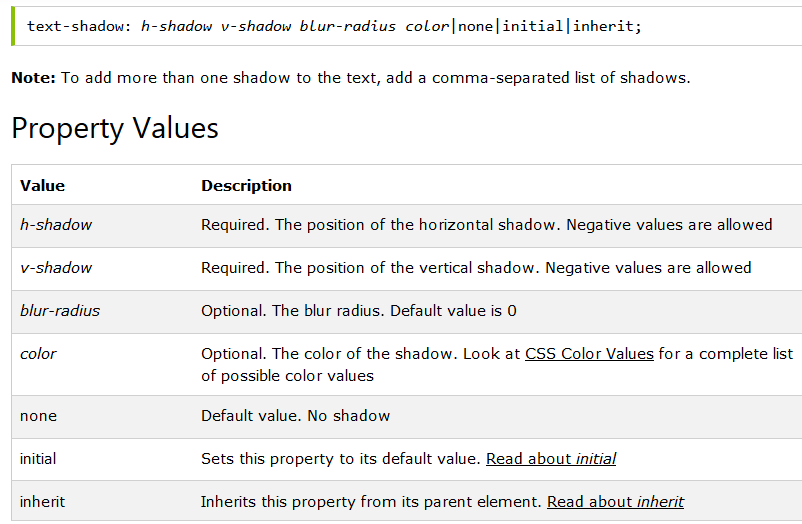 text-shadow: h-shadow v-shadow blur-radius color|none|initial|inherit;
Note: To add more than one shadow to the text, add a comma-separated list of shadows.
Property Values
Value Description
h-shadow Required. The position of the horizontal shadow. Negative values are allowed
v-shadow Required. The position of the vertical shadow. Negative values are allowed
blur-radius Optional. The blur radius. Default value is 0
color Optional. The color of the shadow. Look at CSS Color Values for a complete list
of possible color values
none Default value. No shadow
initial Sets this property to its default value. Read about initial
inherit Inherits this property from its parent element. Read about inherit